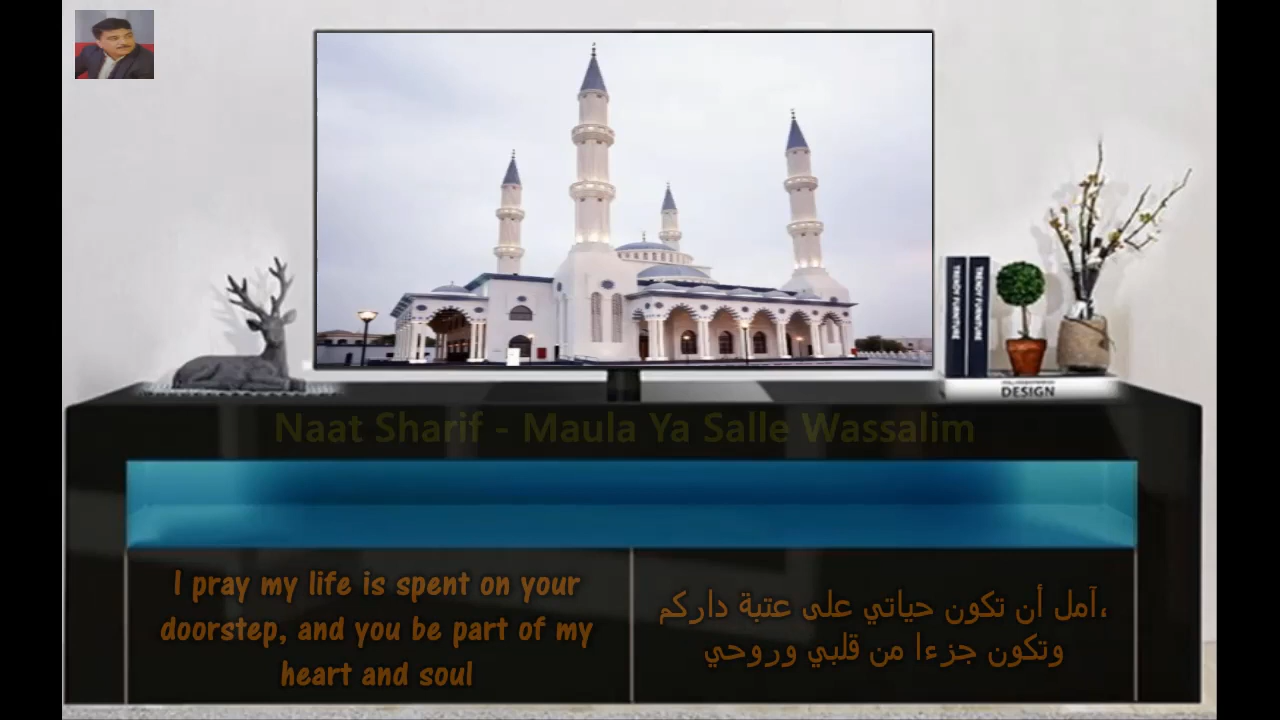 TRENDY FURNITURE
TRENDY FURNITURE
DESIGN
Naat Sharif - Maula Ya Salle Wassalim
I pray my life is spent on your
doorstep, and you be part of my
heart and soul
آمل أن تكون حياتي على عتبة داركم،
وتكون جزءا من قلبي وروحي